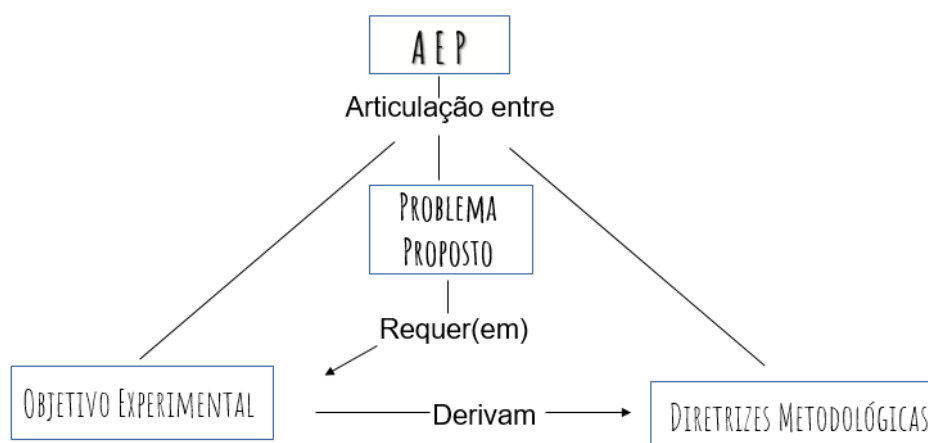 AEP
Articulação entre
PROBLEMA
PROPOSTO
Requer(em)
OBJETIVO EXPERIMENTAL
Derivam
DIRETRIZES METODOLÓGICAS